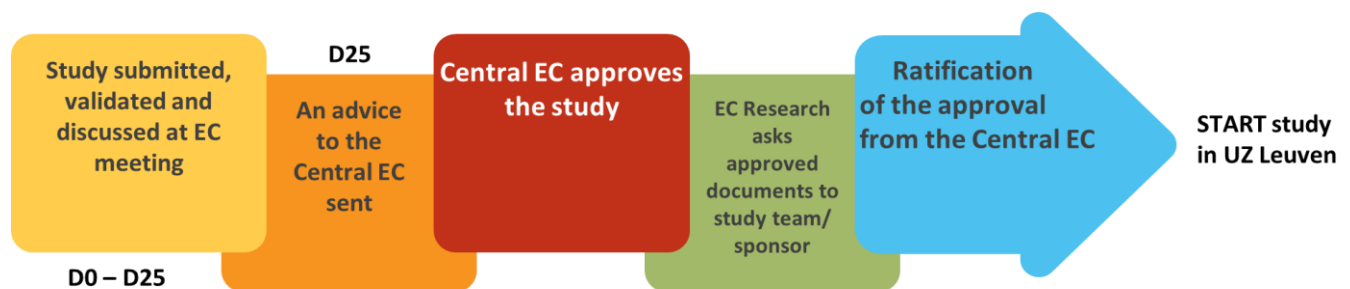 Study submitted,
validated and
discussed at EC
meeting
D0 – D25
D25
An advice
to the
Central EC
sent
Central EC approves
the study
EC Research
asks
approved
documents to
study team/
sponsor
Ratification
of the approval
from the Central EC
START study
in UZ Leuven